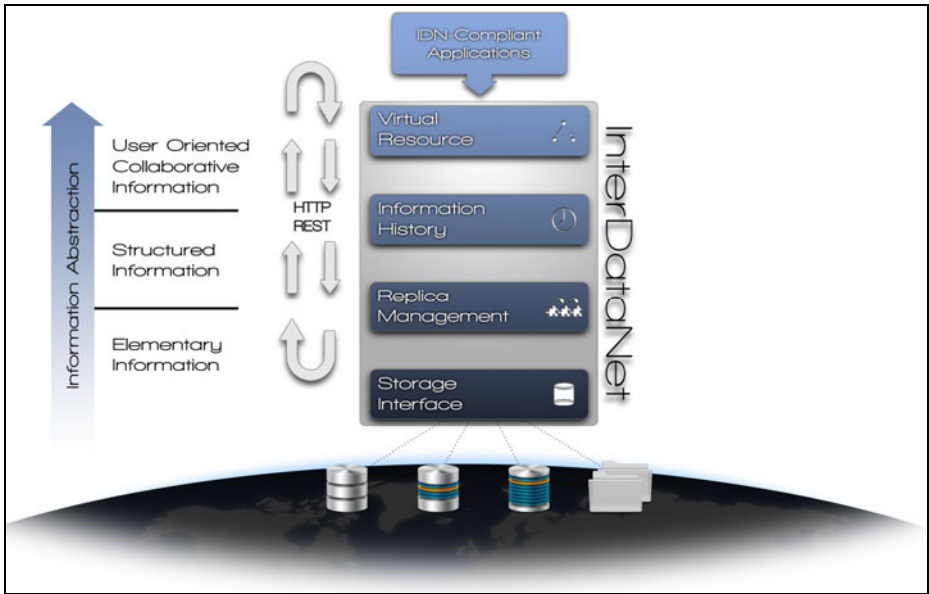 IDN Compliant
Applications
Virtual
Resource
User Oriented
Collaborative
Information
HTTP
REST
Information
History
Structured
Information
Replica
Management
Elementary
Information
Storage
Interface
Information Abstraction
InterDataNet